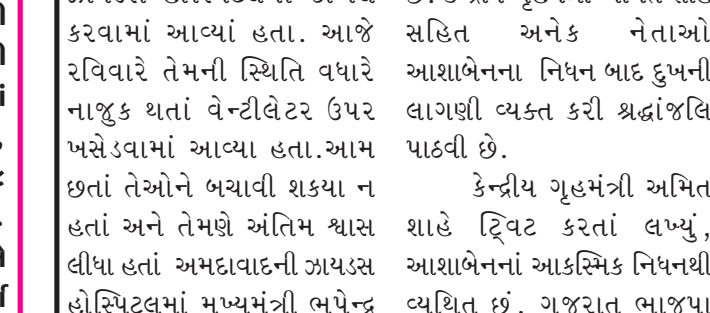 કરવામાં આવ્યાં હતા. આજે
રવિવારે તેમની સ્થિતિ વધારે
નાજુક થતાં વેન્ટીલેટર ઉપર
ખસેડવામાં આવ્યા હતા.આમ
છતાં તેઓને બચાવી શકયા ન
હતાં અને તેમણે અંતિમ શ્વાસ
લીધા હતાં અમદાવાદની ઝાયડસ
હોસ્પિટલમાં મુખ્યમંત્રી ભૂપેન્દ્ર
સહિત અનેક નેતાઓ
આશાબેનના નિધન બાદ દુખની
લાગણી વ્યક્ત કરી શ્રદ્ધાંજલિ
પાઠવી છે.
કેન્દ્રીય ગૃહમંત્રી અમિત
શાહે ટ્વિટ કરતાં લખ્યું,
આશાબેનનાં આકસ્મિક નિધનથી
વ્યથિત છું. ગુજરાત ભાજપા